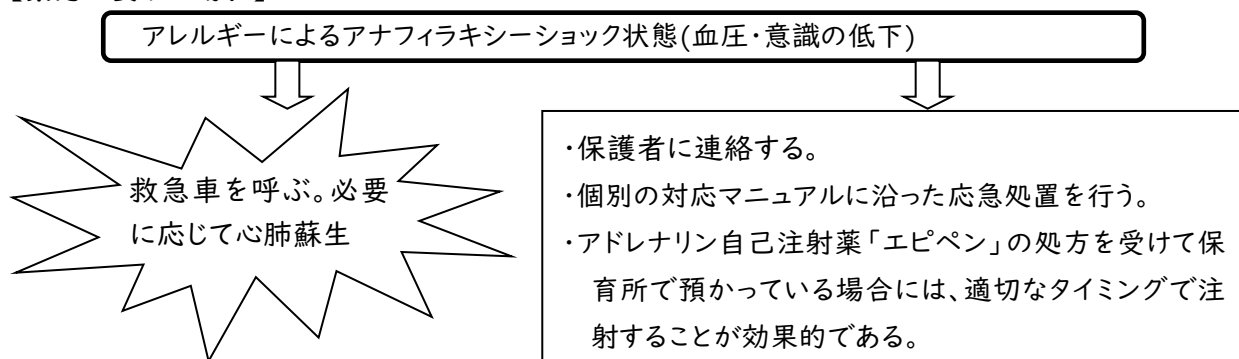 アレルギーによるアナフィラキシーショック状態(血圧・意識の低下)
救急車を呼ぶ。必要
に応じて心肺蘇生
・保護者に連絡する。
・個別の対応マニュアルに沿った応急処置を行う。
・アドレナリン自己注射薬「エピペン」の処方を受けて保
育所で預かっている場合には、適切なタイミングで注
射することが効果的である。